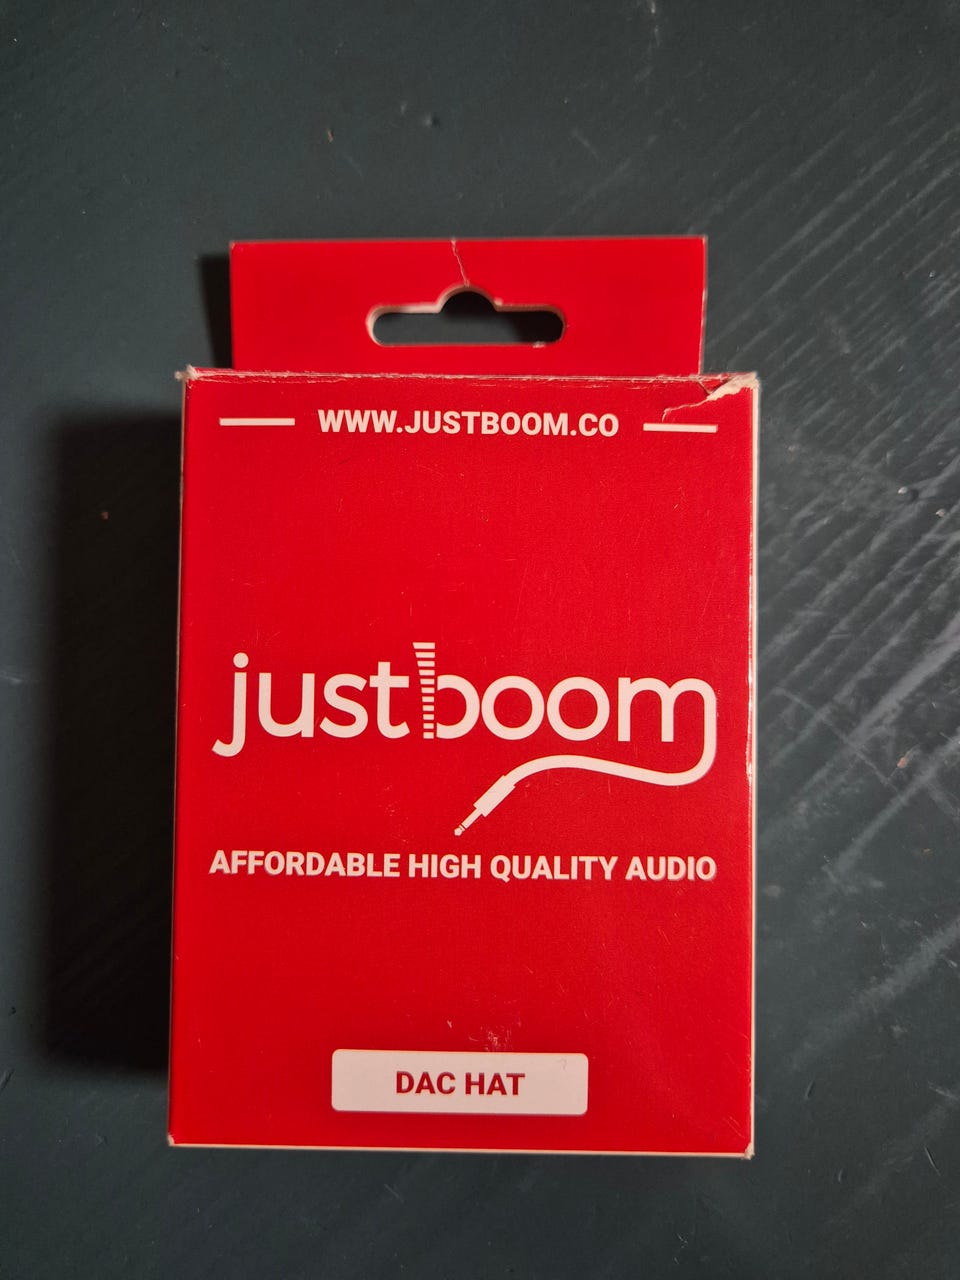 WWW.JUSTBOOM.CO
justboom
AFFORDABLE HIGH QUALITY AUDIO
DAC HAT